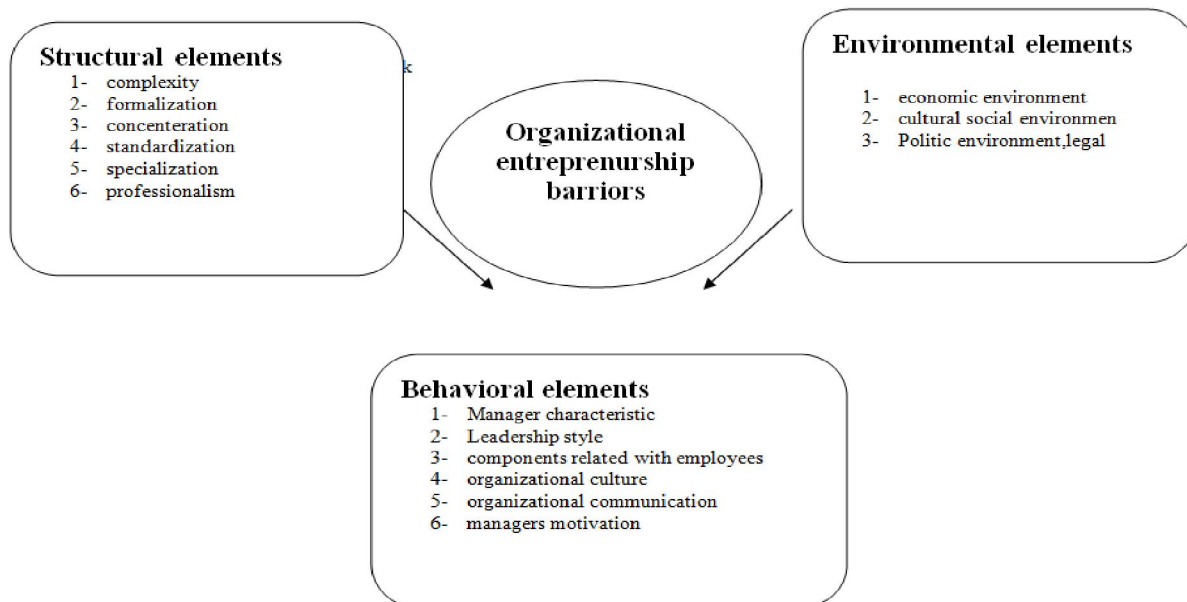 Structural elements
1- complexity
2- formalization
3- concenteration
4- standardization
5- specialization
6- professionalism
k
Organizational
entreprenurship
barriors
Environmental elements
1- economic environment
2- cultural social environmen
3- Politic environment,legal
Behavioral elements
1- Manager characteristic
2- Leadership style
3- components related with employees
4- organizational culture
5- organizational communication
6- managers motivation